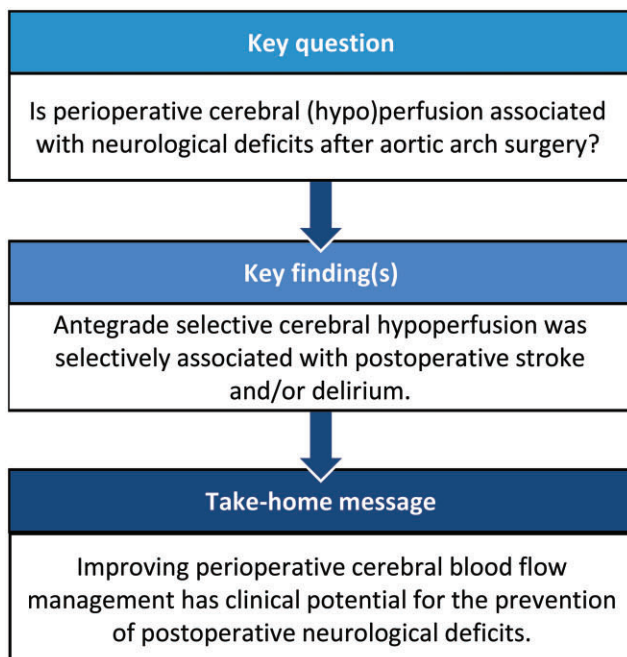 Key question
Is perioperative cerebral (hypo)perfusion associated
with neurological deficits after aortic arch surgery?
Key finding(s)
Antegrade selective cerebral hypoperfusion was
selectively associated with postoperative stroke
and/or delirium.
Take-home message
Improving perioperative cerebral blood flow
management has clinical potential for the prevention
of postoperative neurological deficits.